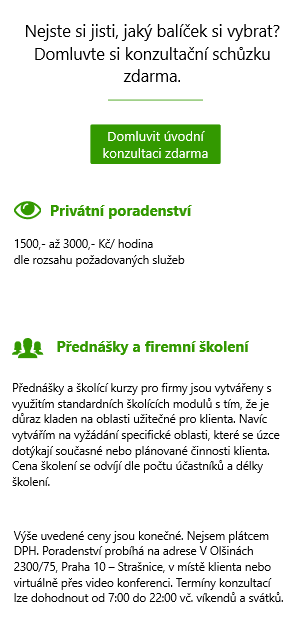 Nejste si jisti, jaký balíček si vybrat?
Domluvte si konzultační schůzku
zdarma.
Domluvit úvodní
konzultaci zdarma
Privátní poradenství
1500,- až 3000,- Kč/ hodina
dle rozsahu požadovaných služeb
Přednášky a firemní školení
Přednášky a školící kurzy pro firmy jsou vytvářeny s
využitím standardních školících modulů s tím, že je
důraz kladen na oblasti užitečné pro klienta. Navíc
vytvářím na vyžádání specifické oblasti, které se úzce
dotýkají současné nebo plánované činnosti klienta.
Cena školení se odvíjí dle počtu účastníků a délky
školení.
Výše uvedené ceny jsou konečné. Nejsem plátcem
DPH. Poradenství probíhá na adrese V Olšinách
2300/75, Praha 10 – Strašnice, v místě klienta nebo
virtuálně přes video konferenci. Termíny konzultací
lze dohodnout od 7:00 do 22:00 vč. víkendů a svátků.